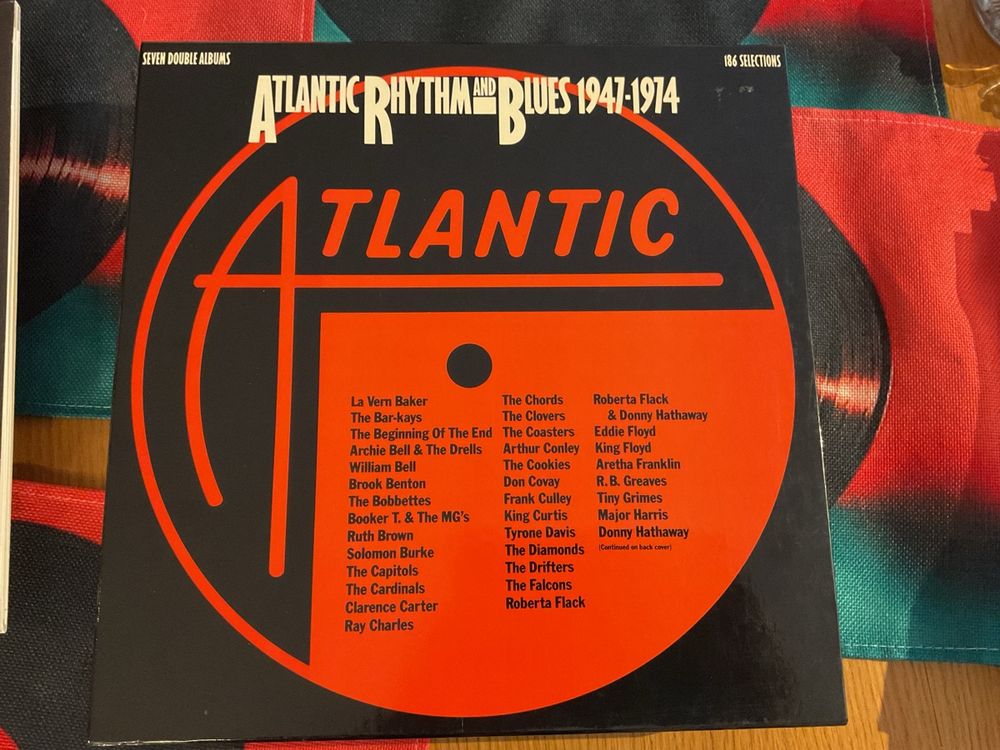 SEVEN DOUBLE ALBUMS
186 SELECTIONS
ATLANTIC RHYTHM AND BLUES 1947-1974
ATLANTIC
La Vern Baker
The Bar-kays
The Beginning Of The End
Archie Bell & The Drells
William Bell
Brook Benton
The Bobbettes
Booker T. & The MG's
Ruth Brown
Solomon Burke
The Capitols
The Cardinals
Clarence Carter
Ray Charles
The Chords
The Clovers
The Coasters
Arthur Conley
The Cookies
Don Covay
Frank Culley
King Curtis
Tyrone Davis
The Diamonds
The Drifters
The Falcons
Roberta Flack
Roberta Flack
& Donny Hathaway
Eddie Floyd
King Floyd
Aretha Franklin
R.B. Greaves
Tiny Grimes
Major Harris
Donny Hathaway
(Continued on back cover)